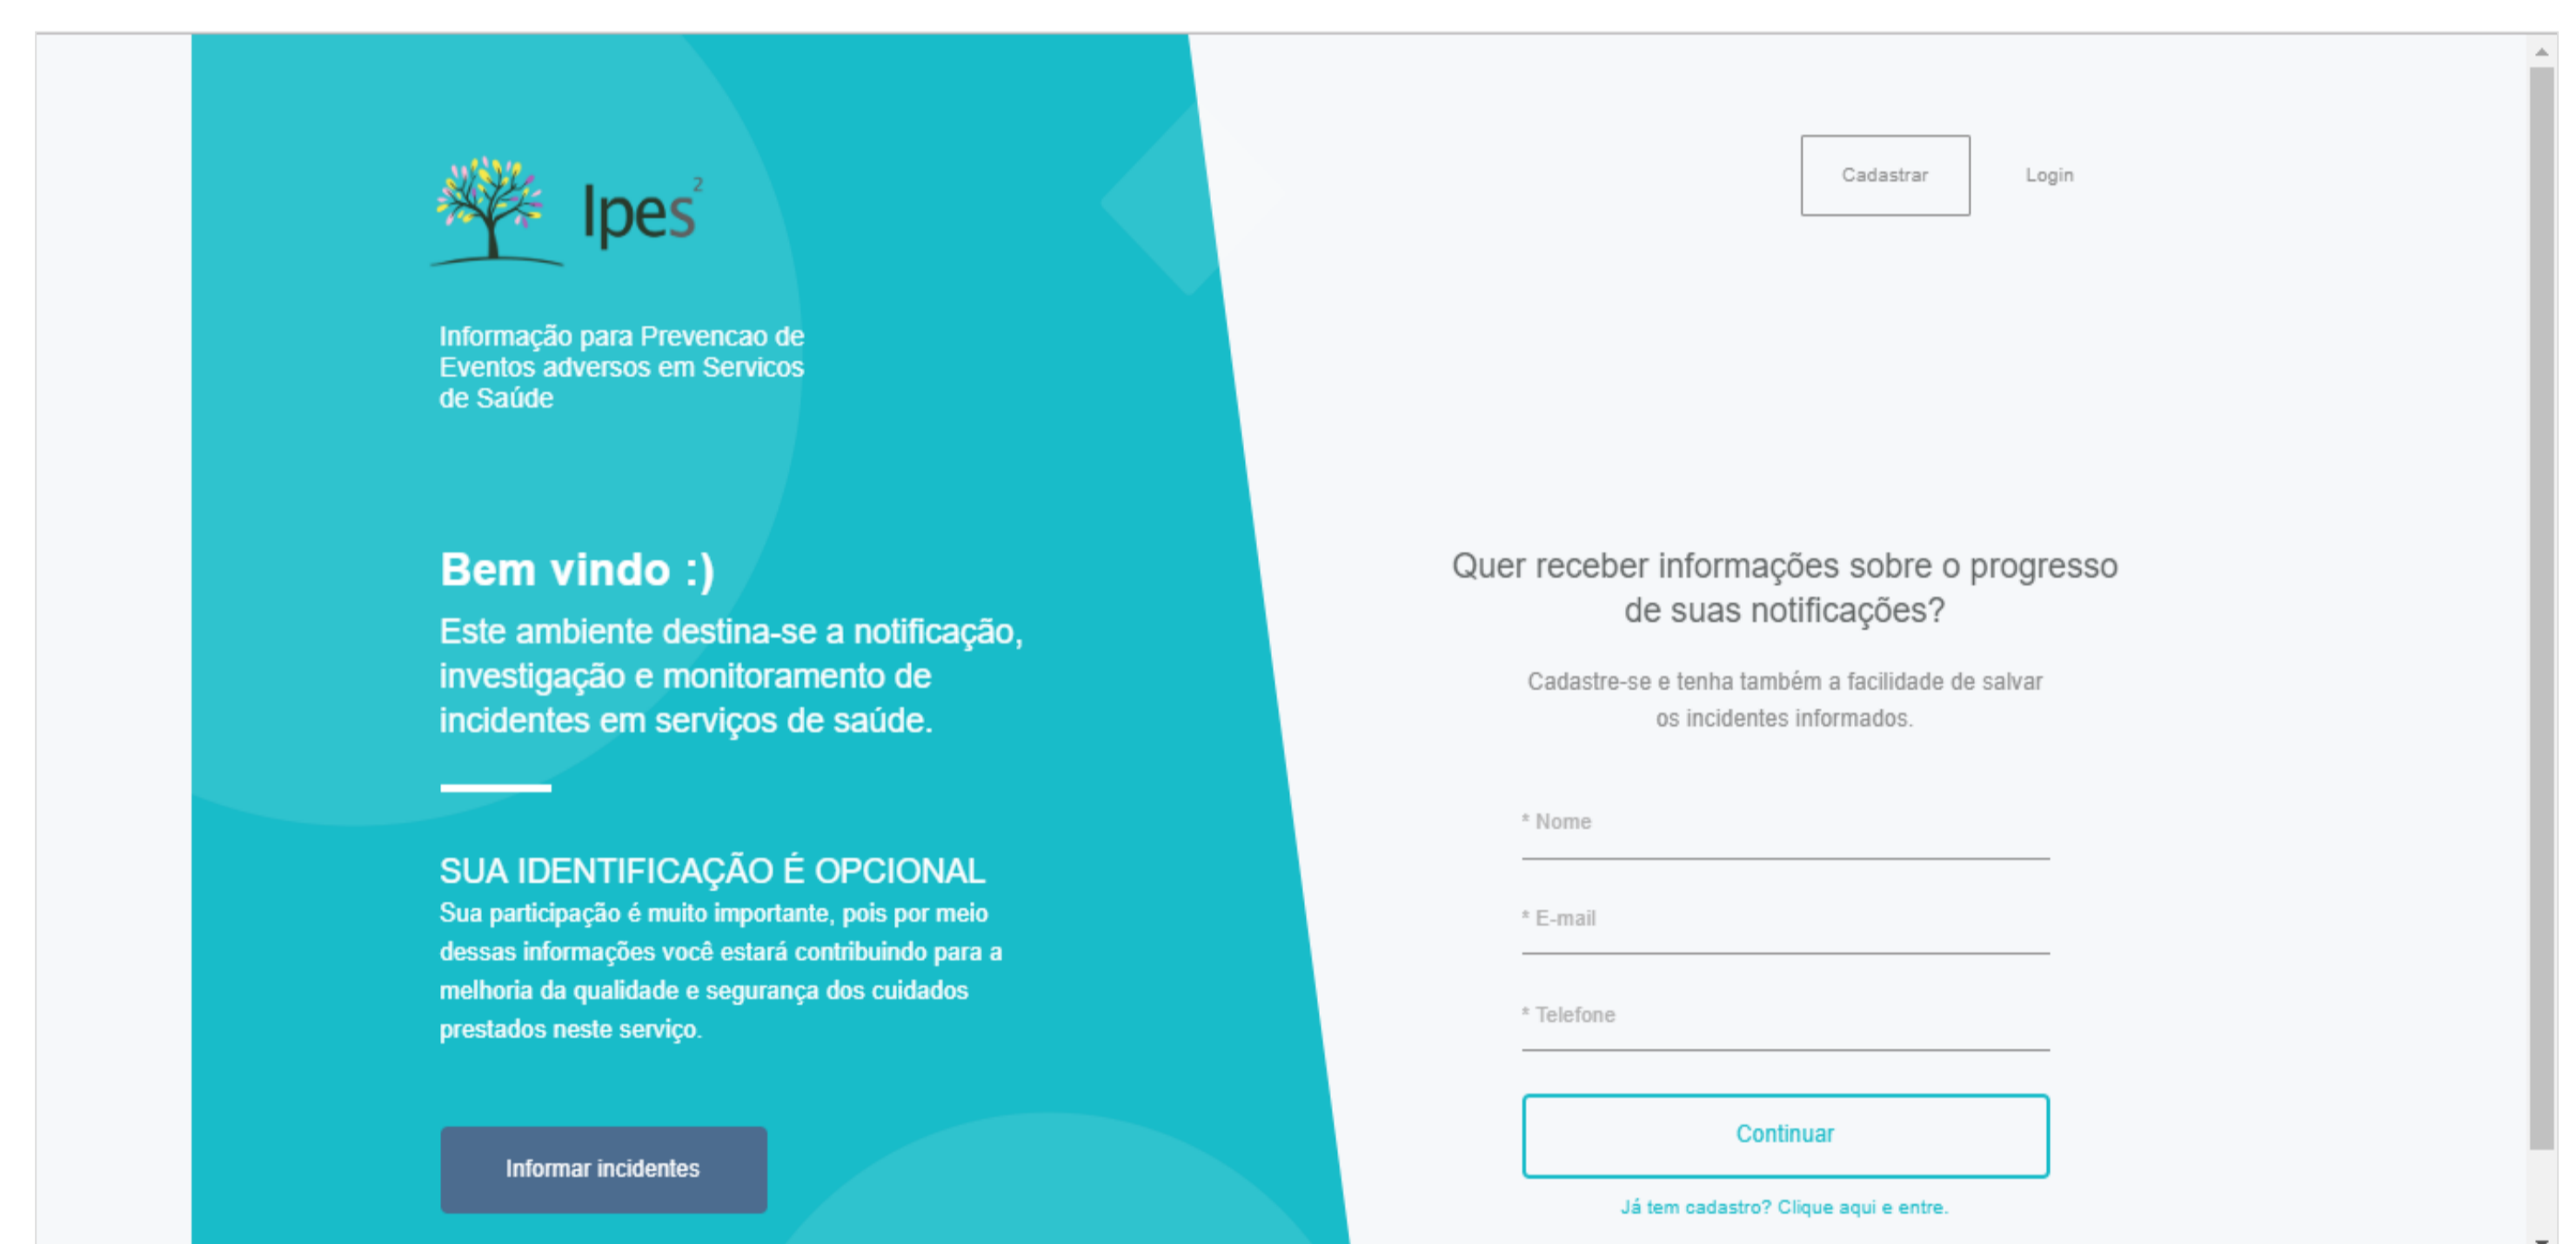 Ipes²
Informação para Prevencao de
Eventos adversos em Servicos
de Saúde
Bem vindo :)
Este ambiente destina-se a notificação,
investigação e monitoramento de
incidentes em serviços de saúde.
SUA IDENTIFICAÇÃO É OPCIONAL
Sua participação é muito importante, pois por meio
dessas informações você estará contribuindo para a
melhoria da qualidade e segurança dos cuidados
prestados neste serviço.
Informar incidentes
Cadastrar
Login
Quer receber informações sobre o progresso
de suas notificações?
Cadastre-se e tenha também a facilidade de salvar
os incidentes informados.
* Nome
* E-mail
* Telefone
Continuar
Já tem cadastro? Clique aqui e entre.